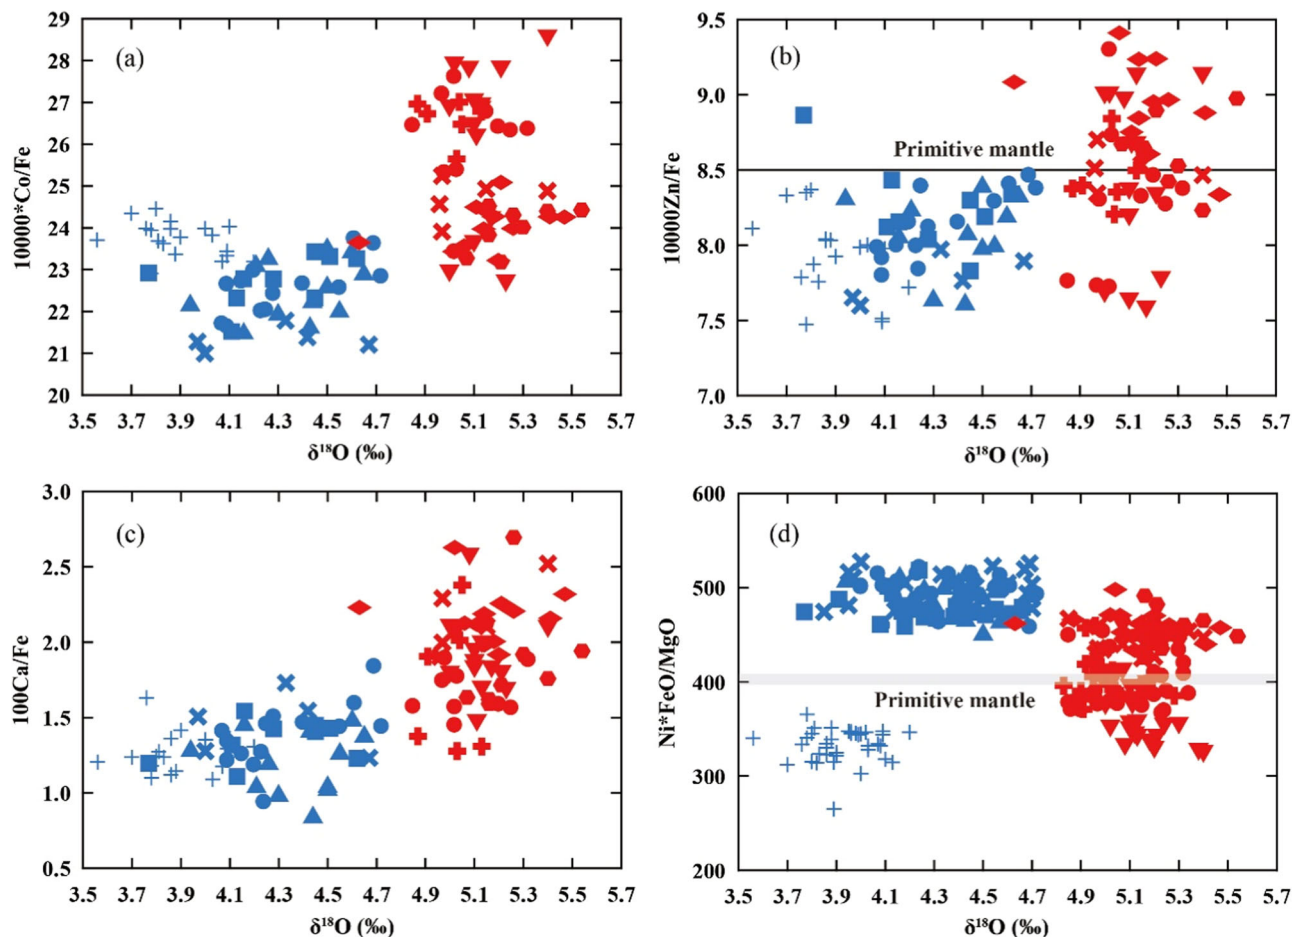 (a)
10000*Co/Fe
29
28
27
26
25
24
23
22
21
20
3.5 3.7 3.9 4.1 4.3 4.5 4.7 4.9 5.1 5.3 5.5 5.7
δ¹⁸O (‰)
(b)
10000Zn/Fe
9.5
9.0
8.5
8.0
7.5
7.0
Primitive mantle
3.5 3.7 3.9 4.1 4.3 4.5 4.7 4.9 5.1 5.3 5.5 5.7
δ¹⁸O (‰)
(c)
100Ca/Fe
3.0
2.5
2.0
1.5
1.0
0.5
3.5 3.7 3.9 4.1 4.3 4.5 4.7 4.9 5.1 5.3 5.5 5.7
δ¹⁸O (‰)
(d)
Ni*FeO/MgO
600
500
400
300
200
Primitive mantle
3.5 3.7 3.9 4.1 4.3 4.5 4.7 4.9 5.1 5.3 5.5 5.7
δ¹⁸O (‰)